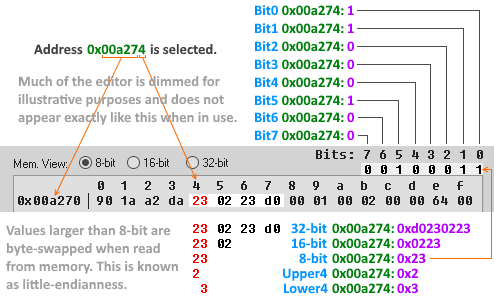 Bit0 0x00a274: 1
Bit1 0x00a274: 1
Address 0x00a274 is selected.
Bit2 0x00a274: 0
Bit3 0x00a274: 0
Much of the editor is dimmed for
illustrative purposes and does not
appear exactly like this when in use.
Bit4 0x00a274: 0
Bit5 0x00a274: 1
Bit6 0x00a274: 0
Bit7 0x00a274: 0
Bits: 7 6 5 4 3 2 1 0
Mem. View: 8-bit 16-bit 32-bit
0 0 1 0 0 0 1 1
0 1 2 3 4 5 6 7 8 9 a b c d e f
0x00a270 90 1a a2 da 23 02 23 d0 00 01 00 02 00 00 64 00
Values larger than 8-bit are
byte-swapped when read
from memory. This is known
as little-endianness.
23 02 23 d0 32-bit 0x00a274: 0xd0230223
23 02 16-bit 0x00a274: 0x0223
23 8-bit 0x00a274: 0x23
2 Upper4 0x00a274: 0x2
3 Lower4 0x00a274: 0x3